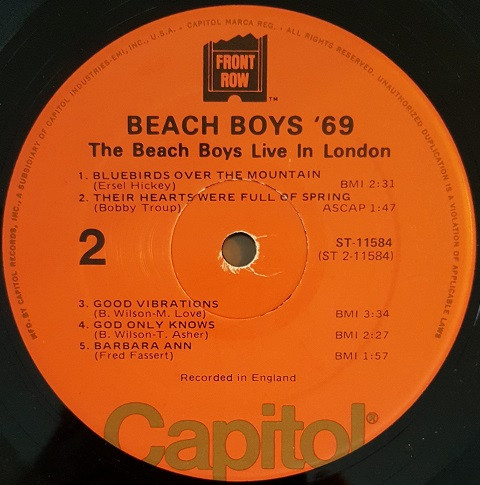 FRONT
ROW
™
BEACH BOYS '69
The Beach Boys Live In London
1. BLUEBIRDS OVER THE MOUNTAIN
(Ersel Hickey) BMI 2:31
2. THEIR HEARTS WERE FULL OF SPRING
(Bobby Troup) ASCAP 1:47
2
ST-11584
(ST 2-11584)
3. GOOD VIBRATIONS
(B. Wilson-M. Love) BMI 3:34
4. GOD ONLY KNOWS
(B. Wilson-T. Asher) BMI 2:27
5. BARBARA ANN
(Fred Fassert) BMI 1:57
Recorded in England
Capitol®
MFD. BY CAPITOL RECORDS, INC., A SUBSIDIARY OF CAPITOL INDUSTRIES-EMI, INC., U.S.A. • CAPITOL MARCA REG. • ALL RIGHTS RESERVED. UNAUTHORIZED DUPLICATION IS A VIOLATION OF APPLICABLE LAWS